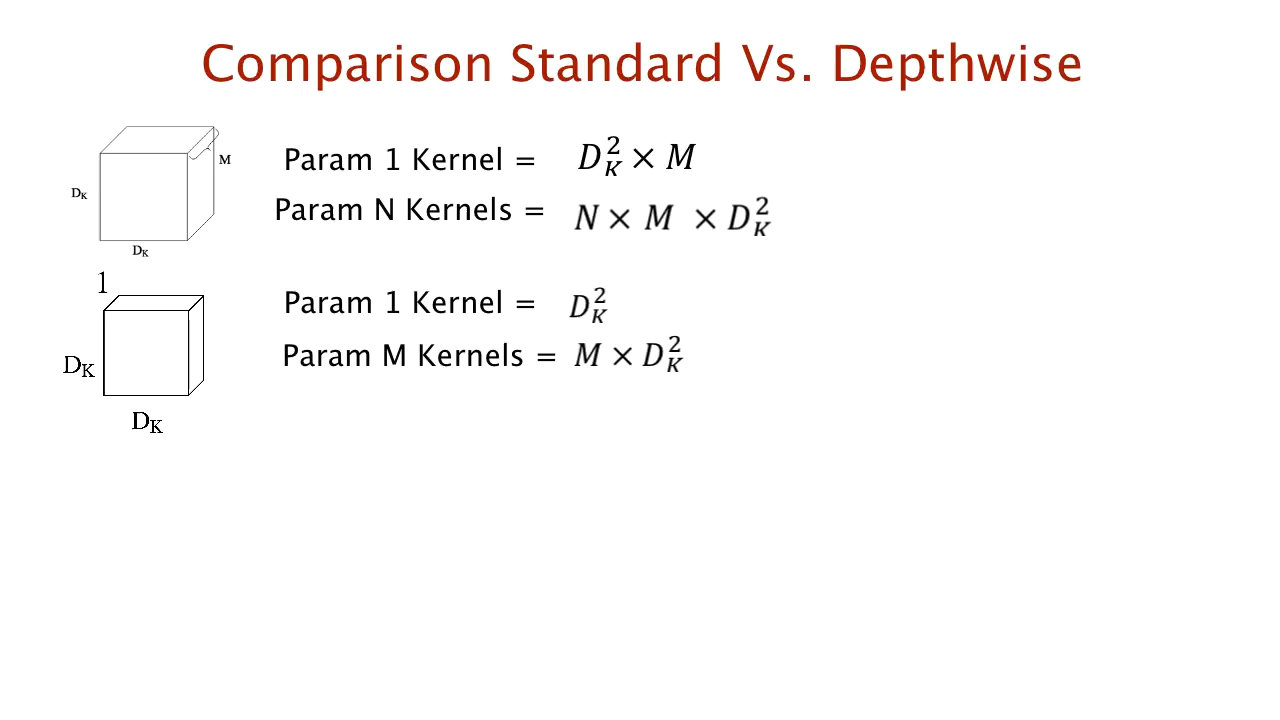 Comparison Standard Vs. Depthwise
M
D_K
D_K
Param 1 Kernel = D_K^2 × M
Param N Kernels = N × M × D_K^2
1
D_K
D_K
Param 1 Kernel = D_K^2
Param M Kernels = M × D_K^2